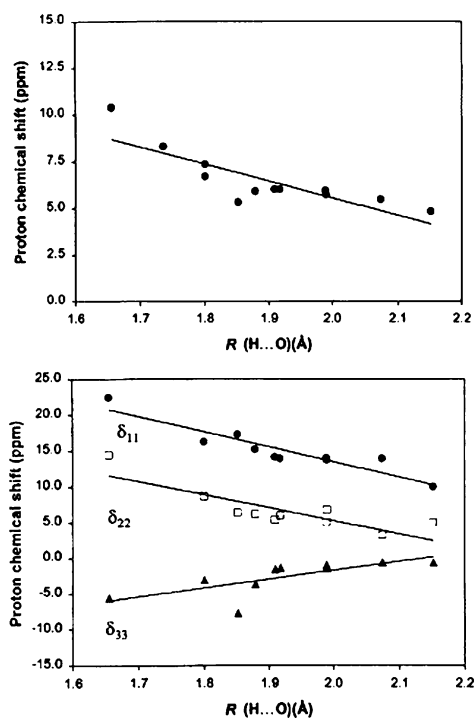 Proton chemical shift (ppm)
15.0
12.5
10.0
7.5
5.0
2.5
0.0
1.6 1.7 1.8 1.9 2.0 2.1 2.2
R (H...O)(Å)
Proton chemical shift (ppm)
25.0
20.0
15.0
10.0
5.0
0.0
-5.0
-10.0
-15.0
δ11
δ22
δ33
1.6 1.7 1.8 1.9 2.0 2.1 2.2
R (H...O)(Å)